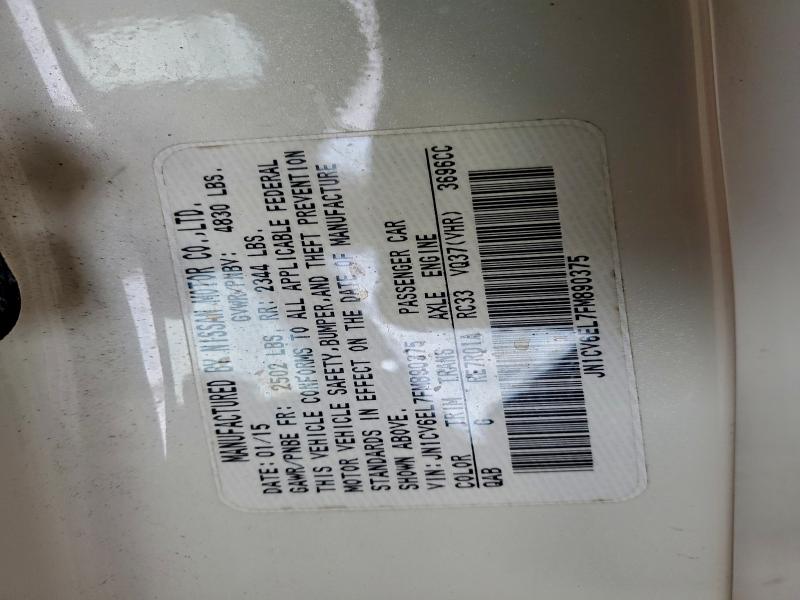 MANUFACTURED BY NISSAN MOTOR CO.,LTD.
DATE: 01/15 GVWR/PNBV: 4830 LBS.
GAWR/PNBE FR: 2502 LBS. RR: 2344 LBS.
THIS VEHICLE CONFORMS TO ALL APPLICABLE FEDERAL
MOTOR VEHICLE SAFETY,BUMPER,AND THEFT PREVENTION
STANDARDS IN EFFECT ON THE DATE OF MANUFACTURE
SHOWN ABOVE.
VIN:JN1CV6EL7FM890375 PASSENGER CAR
COLOR TRIM TRANS AXLE ENGINE
QAB G RE7R01A RC33 VQ37(VHR) 3696CC
JN1CV6EL7FM890375